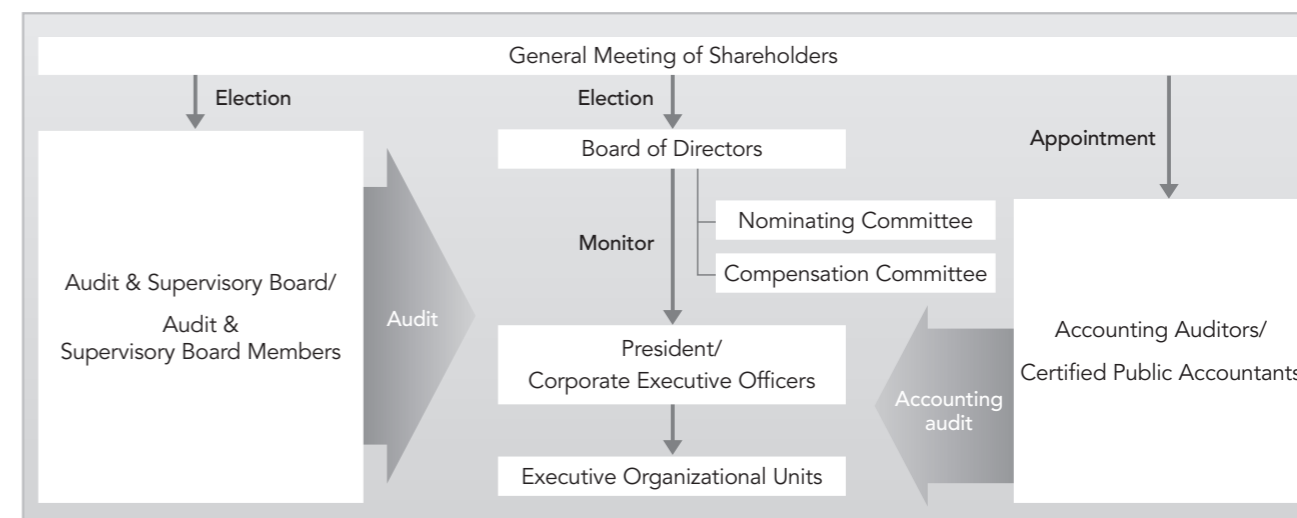 General Meeting of Shareholders
Election
Election
Appointment
Board of Directors
Nominating Committee
Monitor
Compensation Committee
Audit & Supervisory Board/
Audit &
Supervisory Board Members
Audit
President/
Corporate Executive Officers
Accounting Auditors/
Certified Public Accountants
Accounting
audit
Executive Organizational Units